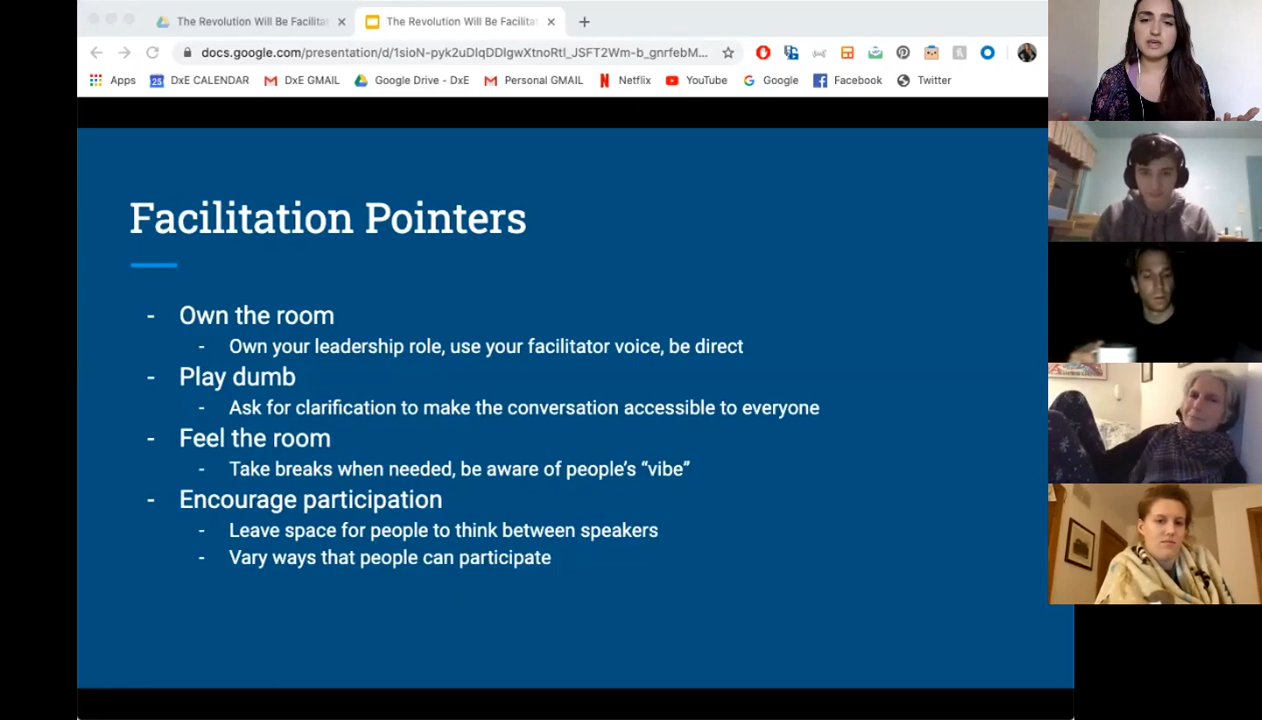 The Revolution Will Be Facilita
The Revolution Will Be Facilitat
docs.google.com/presentation/d/1sioN-pyk2uDlqDDIgwXtnoRtl_JSFT2Wm-b_gnrfebM...
Apps
25
DxE CALENDAR
DxE GMAIL
Google Drive - DxE
Personal GMAIL
Netflix
YouTube
Google
Facebook
Twitter
Facilitation Pointers
- Own the room
- Own your leadership role, use your facilitator voice, be direct
- Play dumb
- Ask for clarification to make the conversation accessible to everyone
- Feel the room
- Take breaks when needed, be aware of people’s “vibe”
- Encourage participation
- Leave space for people to think between speakers
- Vary ways that people can participate